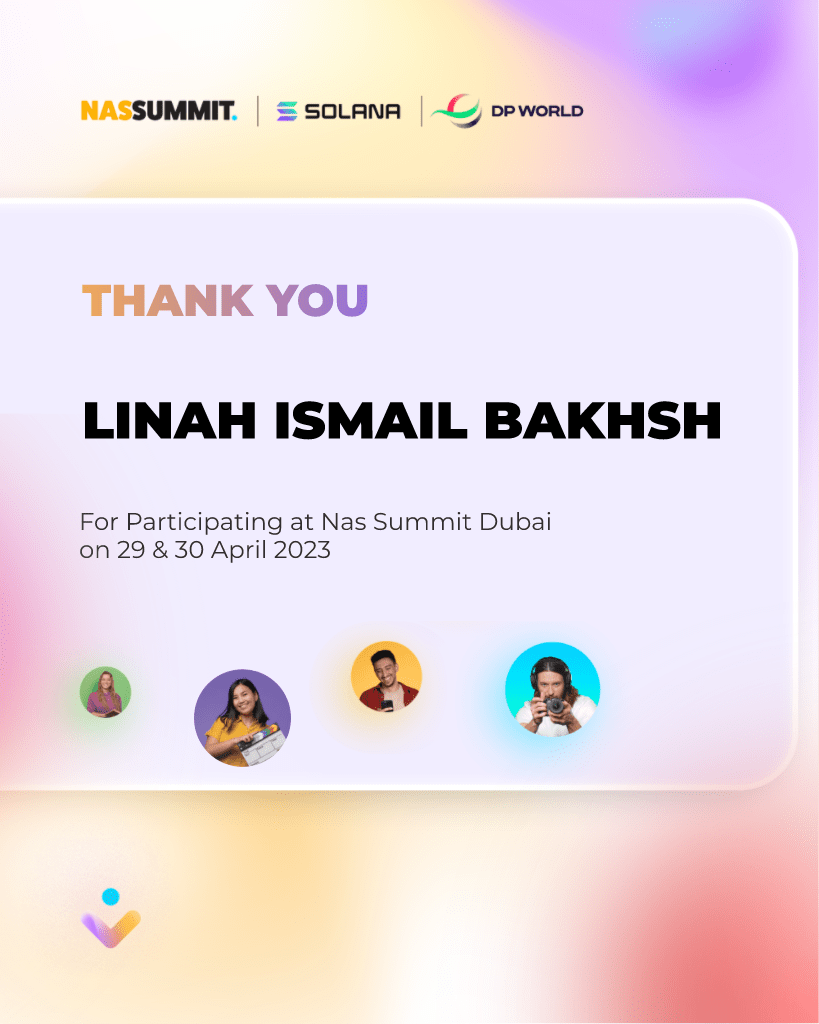 NASSUMMIT. | SOLANA | DP WORLD
THANK YOU
LINAH ISMAIL BAKHSH
For Participating at Nas Summit Dubai
on 29 & 30 April 2023